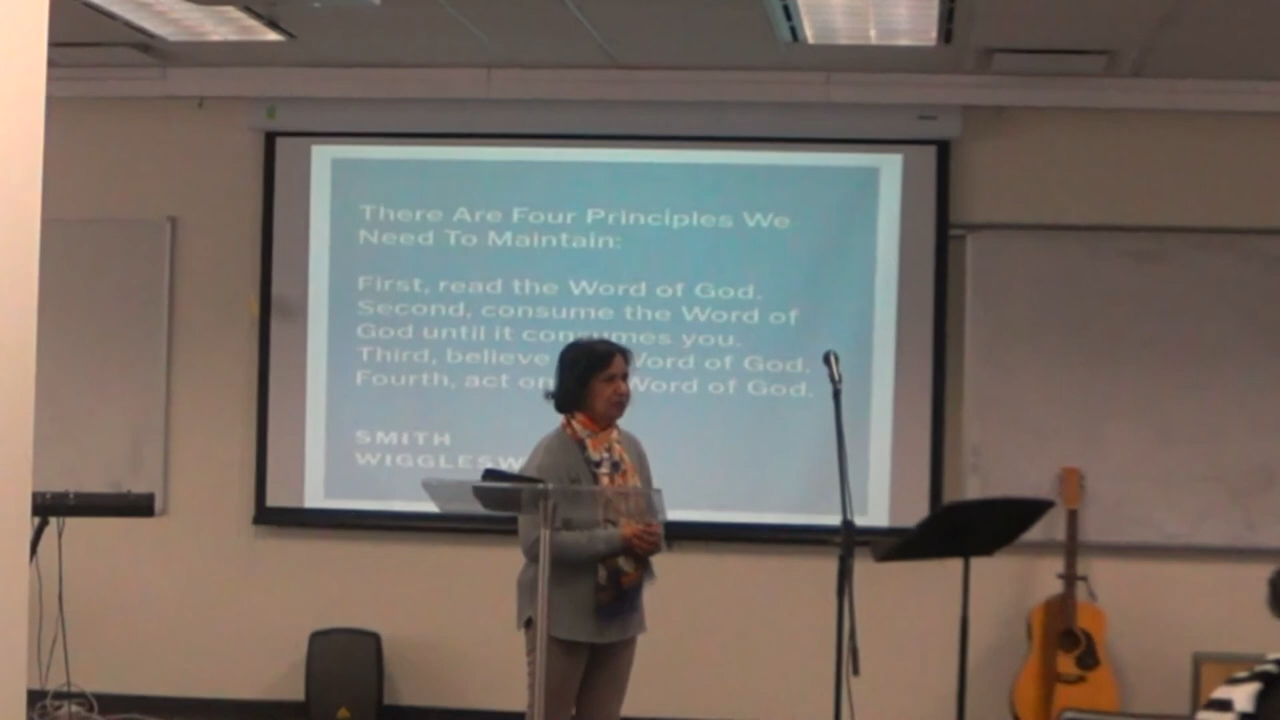 There Are Four Principles We
Need To Maintain:
First, read the Word of God.
Second, consume the Word of
God until it consumes you.
Third, believe Word of God.
Fourth, act on Word of God.
SMITH
WIGGLESW